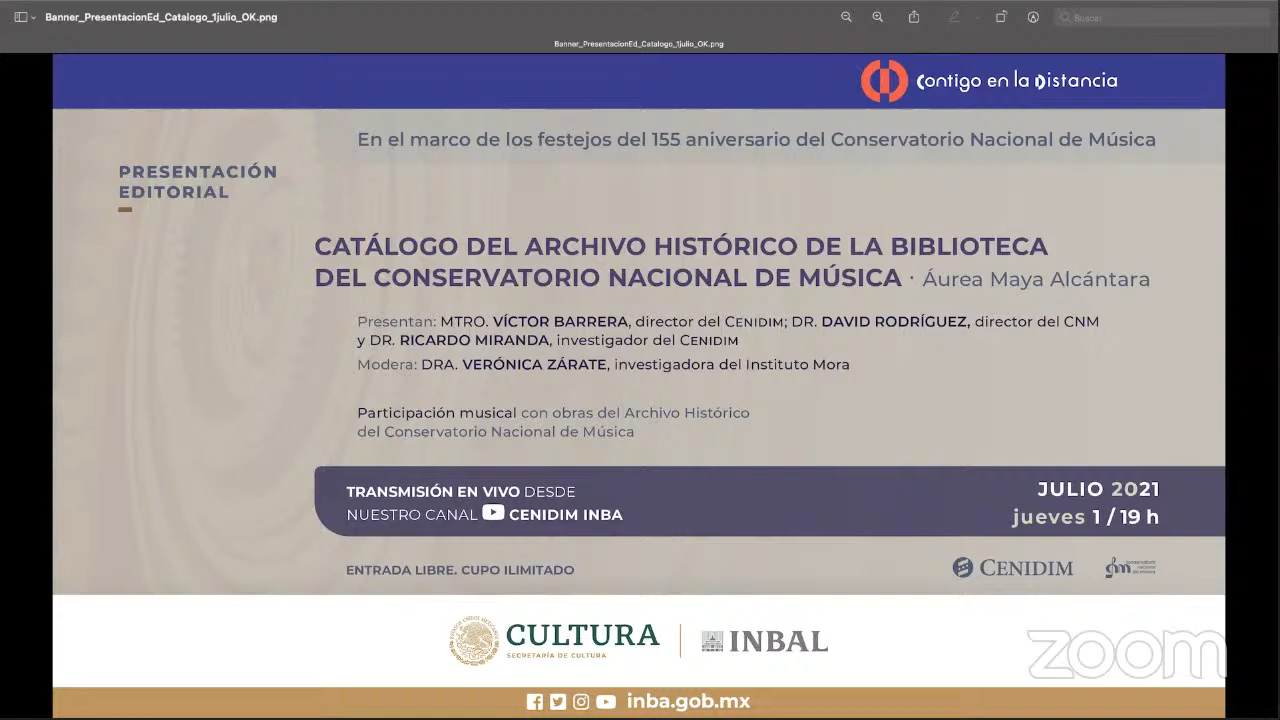 Banner_PresentacionEd_Catalogo_1julio_OK.png
Buscar
Banner_PresentacionEd_Catalogo_1julio_OK.png
Contigo en la Distancia
En el marco de los festejos del 155 aniversario del Conservatorio Nacional de Música
PRESENTACIÓN
EDITORIAL
CATÁLOGO DEL ARCHIVO HISTÓRICO DE LA BIBLIOTECA
DEL CONSERVATORIO NACIONAL DE MÚSICA · Áurea Maya Alcántara
Presentan: MTRO. VÍCTOR BARRERA, director del CENIDIM; DR. DAVID RODRÍGUEZ, director del CNM
y DR. RICARDO MIRANDA, investigador del CENIDIM
Modera: DRA. VERÓNICA ZÁRATE, investigadora del Instituto Mora
Participación musical con obras del Archivo Histórico
del Conservatorio Nacional de Música
TRANSMISIÓN EN VIVO DESDE
NUESTRO CANAL CENIDIM INBA
JULIO 2021
jueves 1 / 19 h
ENTRADA LIBRE. CUPO ILIMITADO
CENIDIM
conservatorio
nacional
de música
CULTURA
SECRETARÍA DE CULTURA
INBAL
zoom
inba.gob.mx